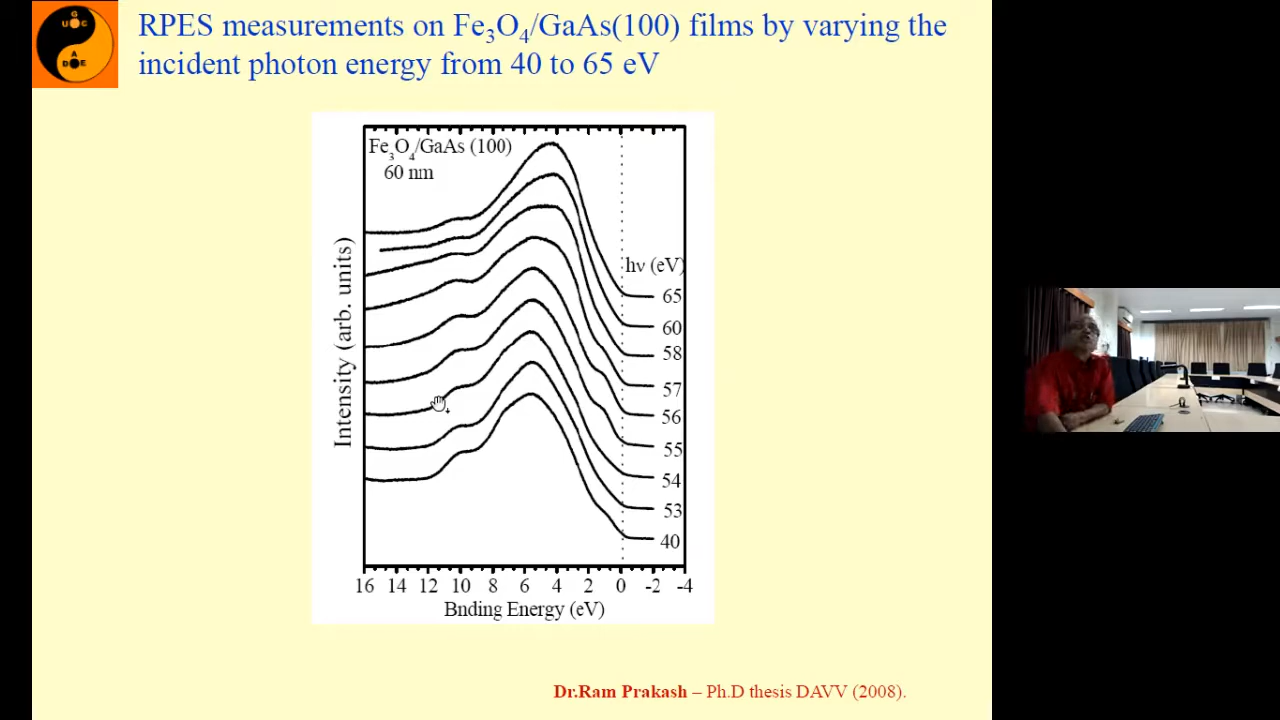 U G C
A
D E
RPES measurements on Fe₃O₄/GaAs(100) films by varying the
incident photon energy from 40 to 65 eV
Fe₃O₄/GaAs (100)
60 nm
Intensity (arb. units)
hν (eV)
65
60
58
57
56
55
54
53
40
16 14 12 10 8 6 4 2 0 -2 -4
Bnding Energy (eV)
Dr.Ram Prakash – Ph.D thesis DAVV (2008).